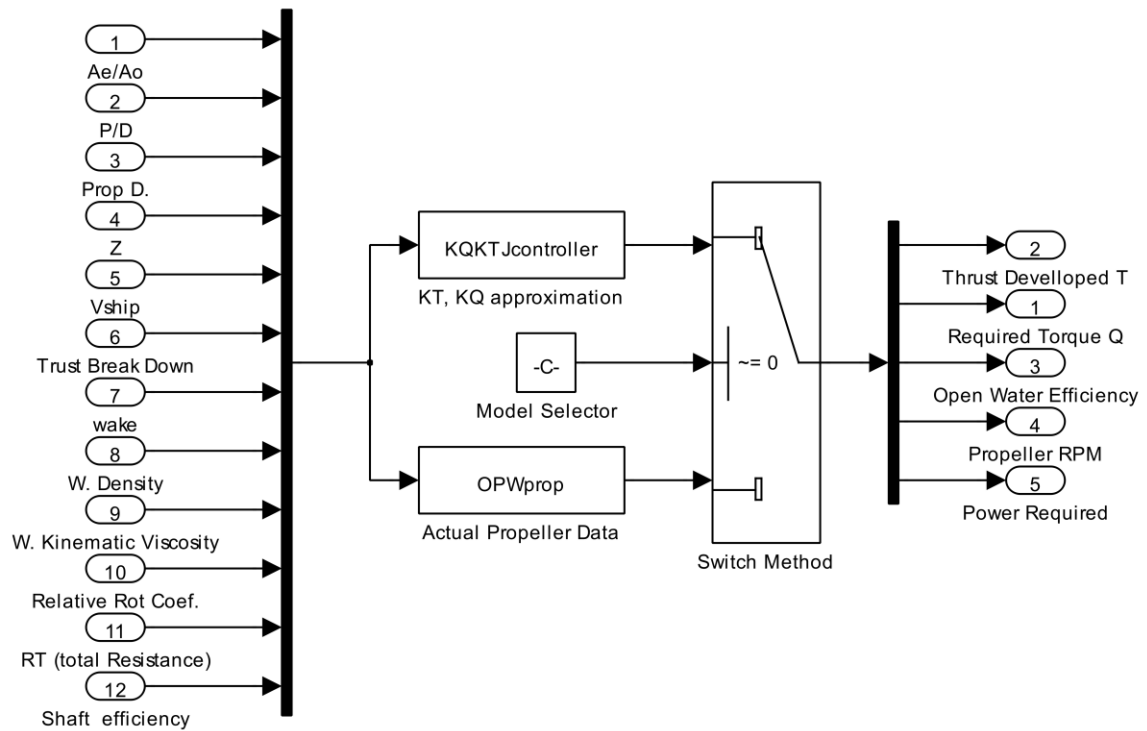 1
Ae/Ao
2
P/D
3
Prop D.
4
Z
5
Vship
6
Trust Break Down
7
wake
8
W. Density
9
W. Kinematic Viscosity
10
Relative Rot Coef.
11
RT (total Resistance)
12
Shaft efficiency
KQKTJcontroller
KT, KQ approximation
-C-
Model Selector
OPWprop
Actual Propeller Data
~= 0
Switch Method
2
Thrust Develloped T
1
Required Torque Q
3
Open Water Efficiency
4
Propeller RPM
5
Power Required